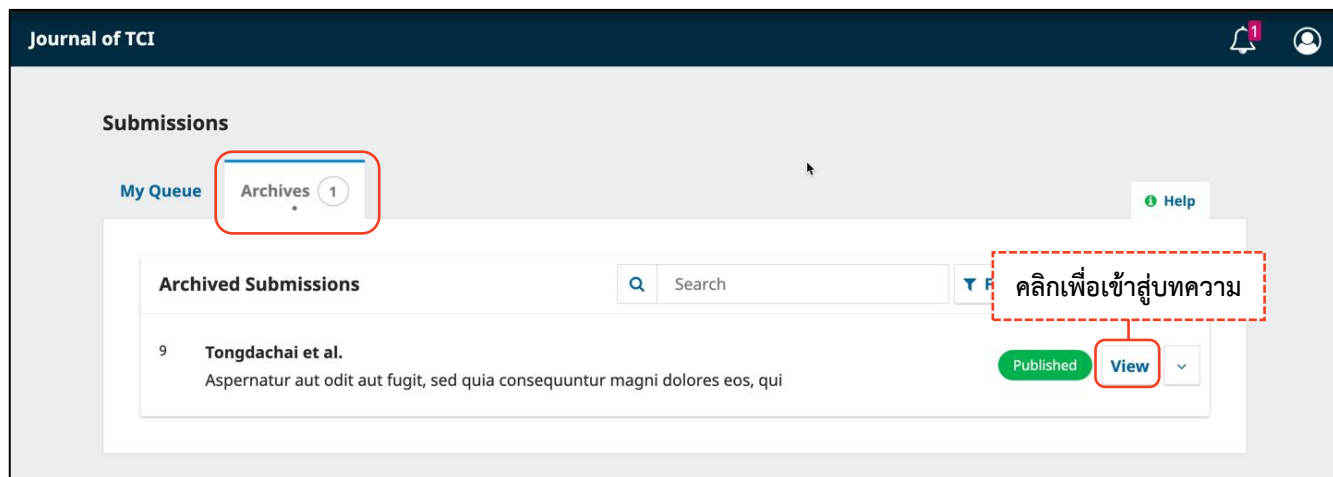 Journal of TCI
1
Submissions
My Queue
Archives 1
Help
Archived Submissions
Search
คลิกเพื่อเข้าสู่บทความ
9 Tongdachai et al.
Aspernatur aut odit aut fugit, sed quia consequuntur magni dolores eos, qui
Published View